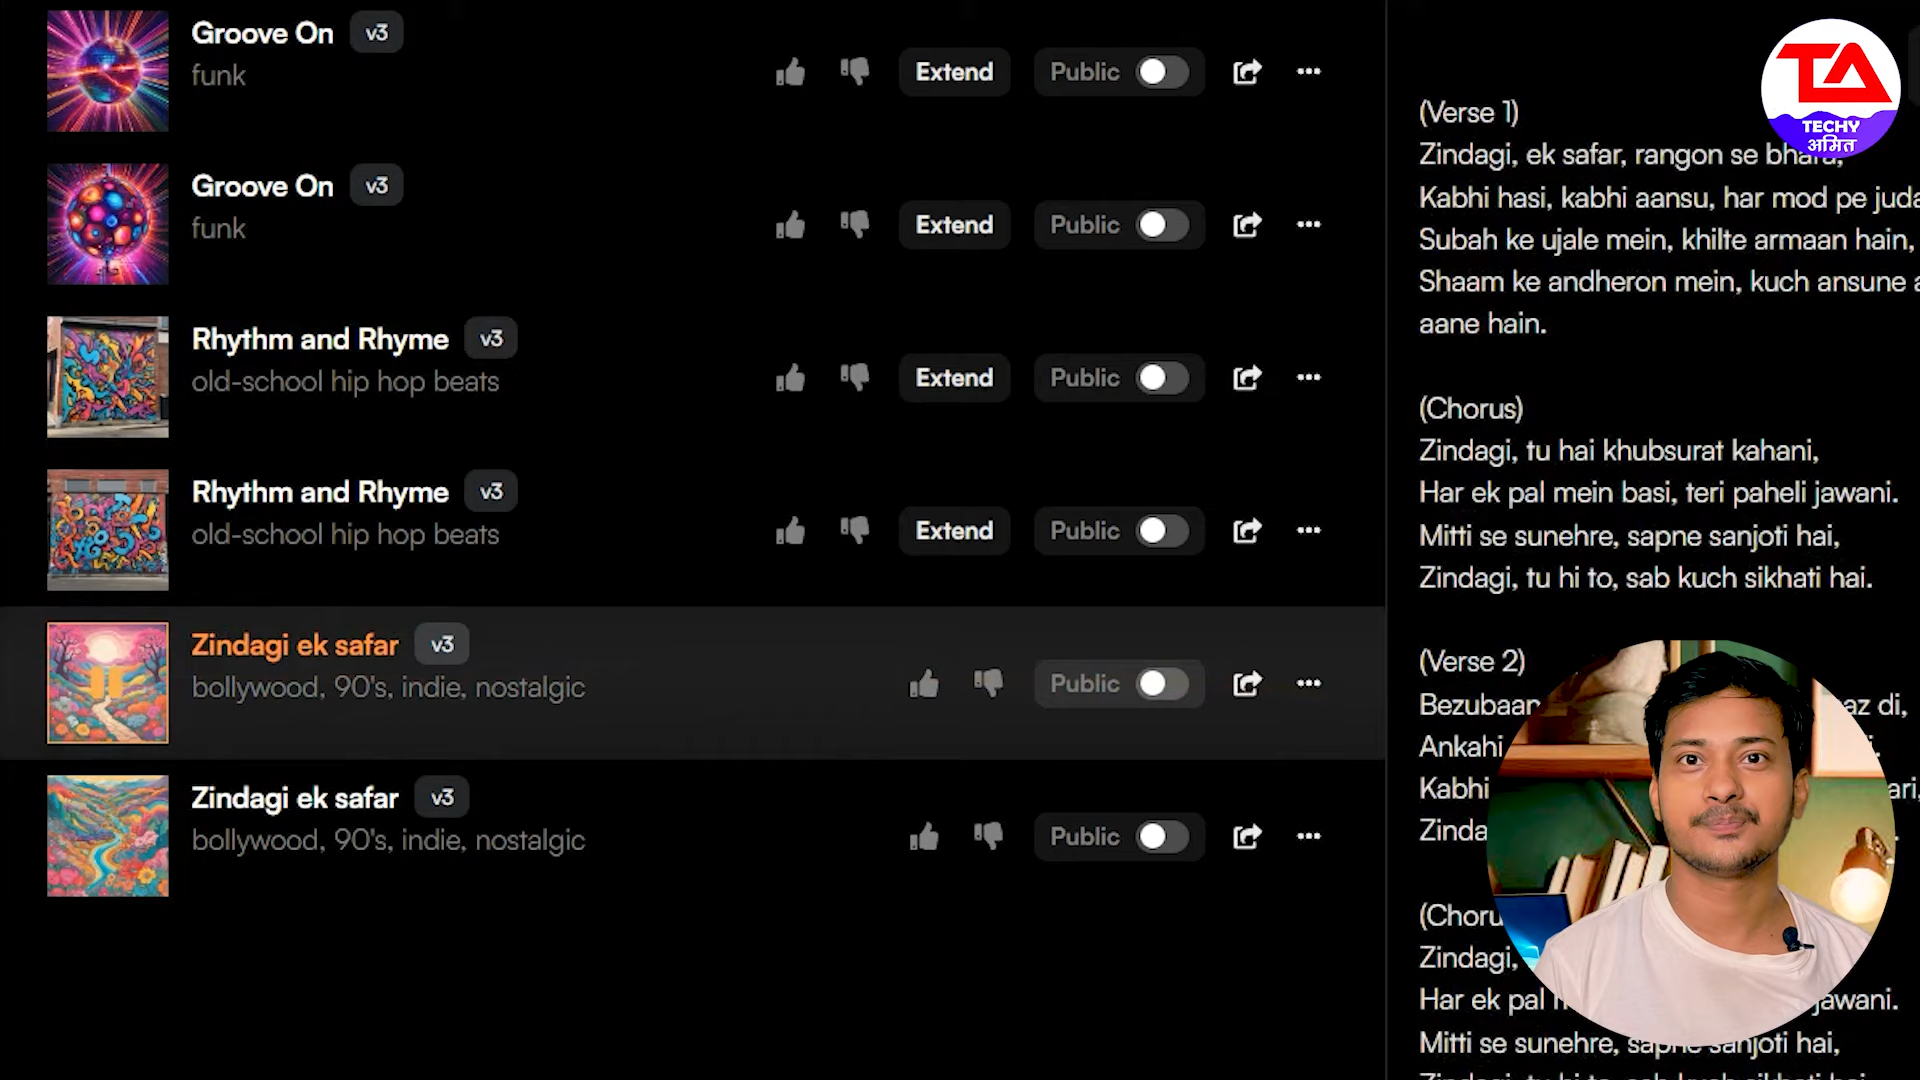 Groove On v3
funk
Extend
Public
Groove On v3
funk
Extend
Public
Rhythm and Rhyme v3
old-school hip hop beats
Extend
Public
Rhythm and Rhyme v3
old-school hip hop beats
Extend
Public
Zindagi ek safar v3
bollywood, 90's, indie, nostalgic
Public
Zindagi ek safar v3
bollywood, 90's, indie, nostalgic
Public
TA
TECHY
अमित
(Verse 1)
Zindagi, ek safar, rangon se
Kabhi hasi, kabhi aansu, har mod pe
Subah ke ujale mein, khilte armaan hain,
Shaam ke andheron mein, kuch ansune
aane hain.
(Chorus)
Zindagi, tu hai khubsurat kahani,
Har ek pal mein basi, teri paheli jawani.
Mitti se sunehre, sapne sanjoti hai,
Zindagi, tu hi to, sab kuch sikhati hai.
(Verse 2)
Bezubaan di,
Ankahi
Kabhi
(Chorus
Zindagi,
Har ek pal jawani.
Mitti se sunehre, sapne sanjoti hai,